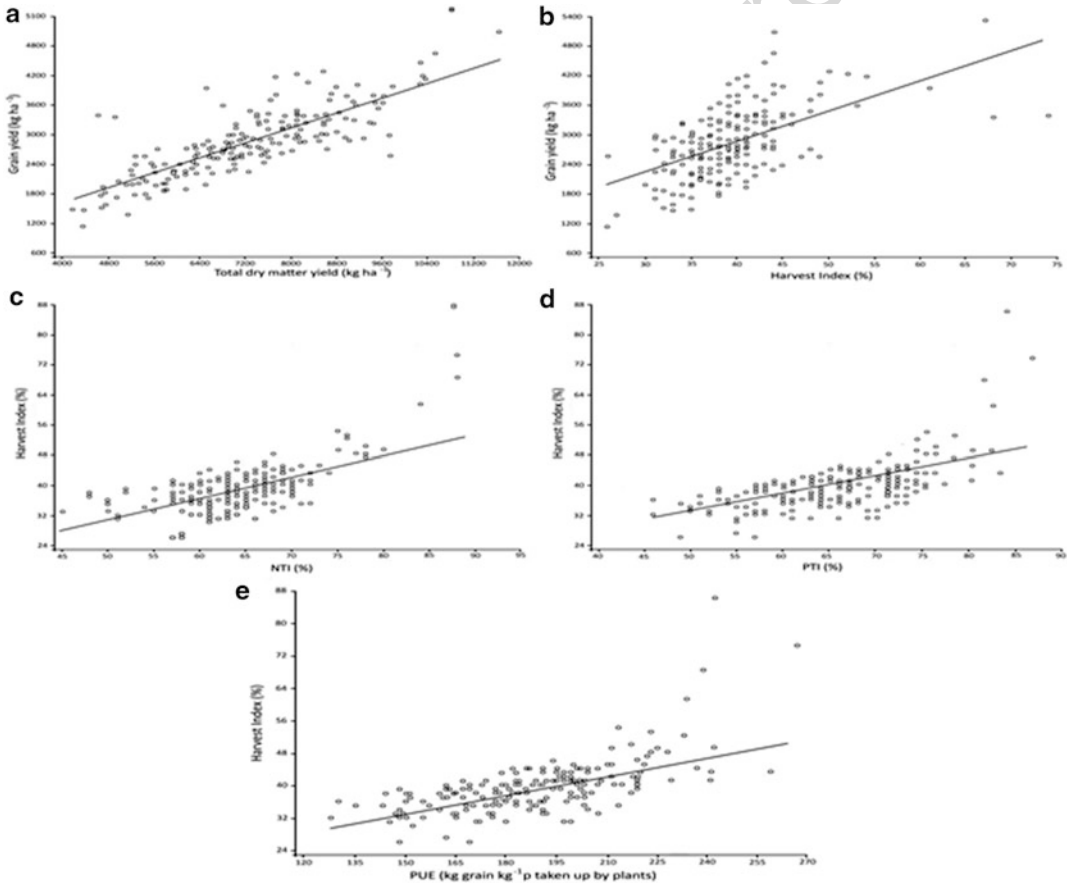 a
5400
4800
4200
3600
3000
2400
1800
1200
600
Grain yield (kg ha⁻¹)
4000 4800 5600 6400 7200 8000 8800 9600 10400 11200 12000
Total dry matter yield (kg ha⁻¹)
b
5400
4800
4200
3600
3000
2400
1800
1200
600
Grain yield (kg ha⁻¹)
25 30 35 40 45 50 55 60 65 70 75
Harvest Index (%)
c
88
80
72
64
56
48
40
32
24
Harvest Index (%)
45 50 55 60 65 70 75 80 85 90 95
NTI (%)
d
88
80
72
64
56
48
40
32
24
Harvest Index (%)
40 45 50 55 60 65 70 75 80 85 90
PTI (%)
e
88
80
72
64
56
48
40
32
24
Harvest Index (%)
120 135 150 165 180 195 210 225 240 255 270
PUE (kg grain kg⁻¹p taken up by plants)